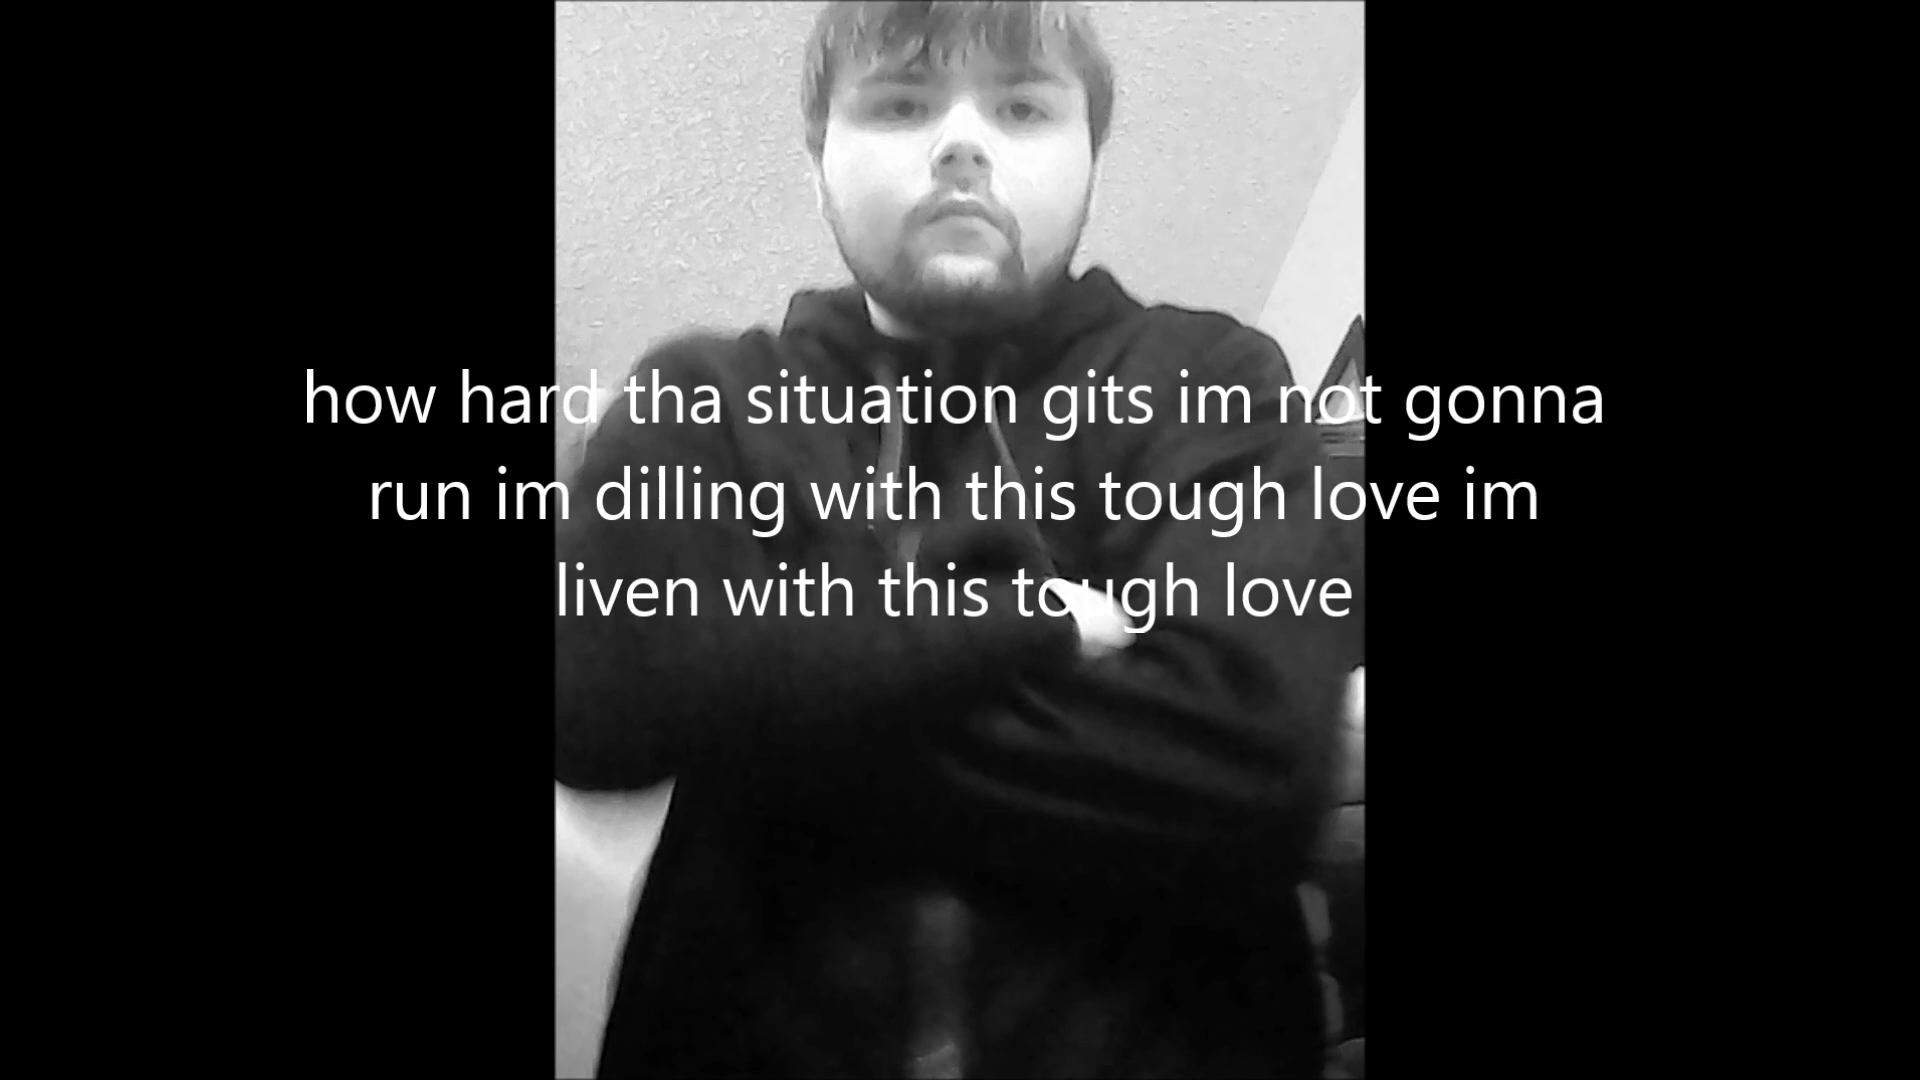 how hard tha situation gits im not gonna
run im dilling with this tough love im
liven with this tough love